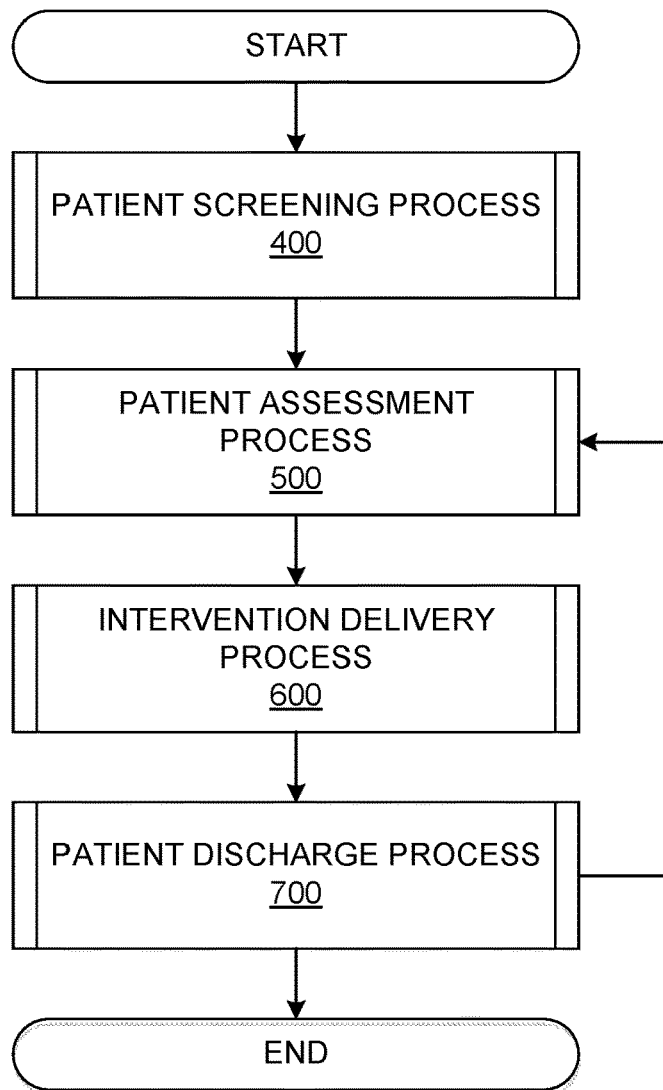 START
PATIENT SCREENING PROCESS
400
PATIENT ASSESSMENT
PROCESS
500
INTERVENTION DELIVERY
PROCESS
600
PATIENT DISCHARGE PROCESS
700
END